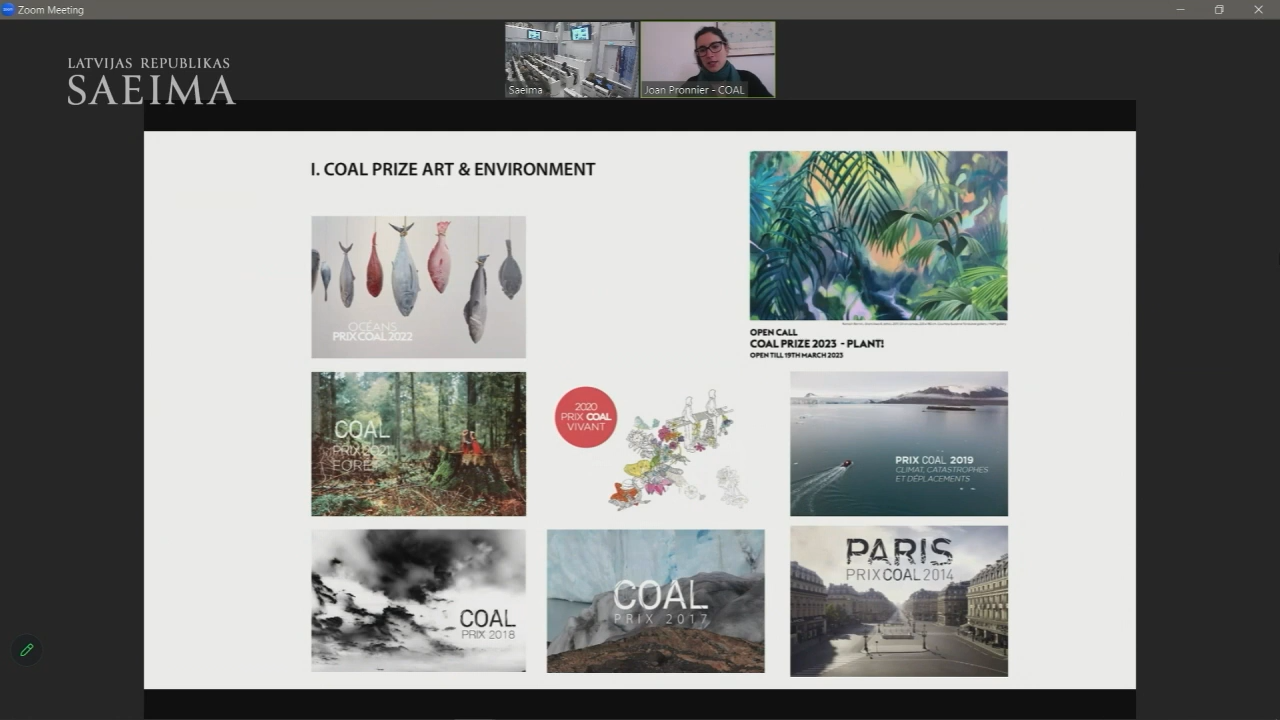 Zoom Meeting
LATVIJAS REPUBLIKAS
SAEIMA
Saeima
Joan Pronnier - COAL
I. COAL PRIZE ART & ENVIRONMENT
OCÉANS
PRIX COAL 2022
OPEN CALL
COAL PRIZE 2023 - PLANT!
OPEN TILL 19TH MARCH 2023
COAL
PRIX 2021
FORÊT
2020
PRIX COAL
VIVANT
PRIX COAL 2019
CLIMAT, CATASTROPHES
ET DÉPLACEMENTS
COAL
PRIX 2018
COAL
PRIX 2017
PARIS
PRIX COAL 2014